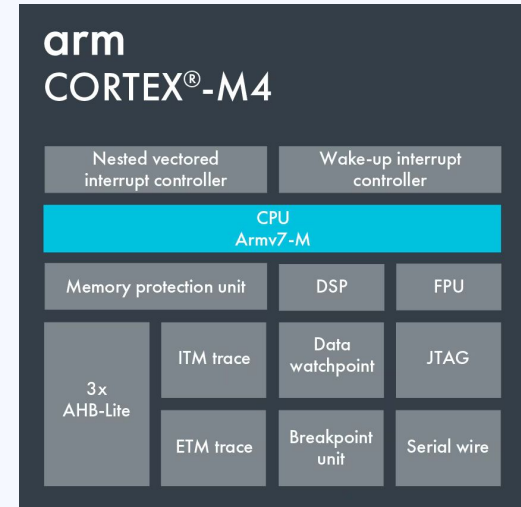 arm
CORTEX®-M4
Nested vectored
interrupt controller
Wake-up interrupt
controller
CPU
Armv7-M
Memory protection unit
DSP
FPU
3x
AHB-Lite
ITM trace
Data
watchpoint
JTAG
ETM trace
Breakpoint
unit
Serial wire